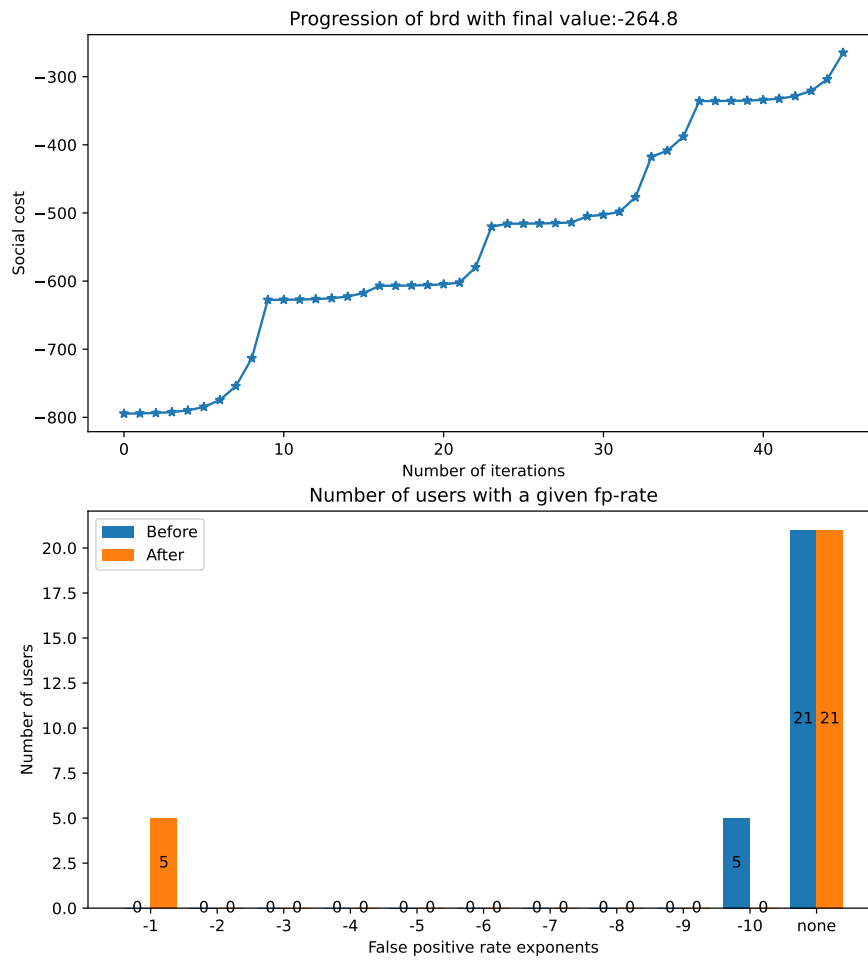 Progression of brd with final value:-264.8
Social cost
−300
−400
−500
−600
−700
−800
0 10 20 30 40
Number of iterations
Number of users with a given fp-rate
Before
After
Number of users
20.0
17.5
15.0
12.5
10.0
7.5
5.0
2.5
0.0
21 21
5 5
0 0 0 0 0 0 0 0 0 0 0 0 0 0 0 0 0 0
-1 -2 -3 -4 -5 -6 -7 -8 -9 -10 none
False positive rate exponents